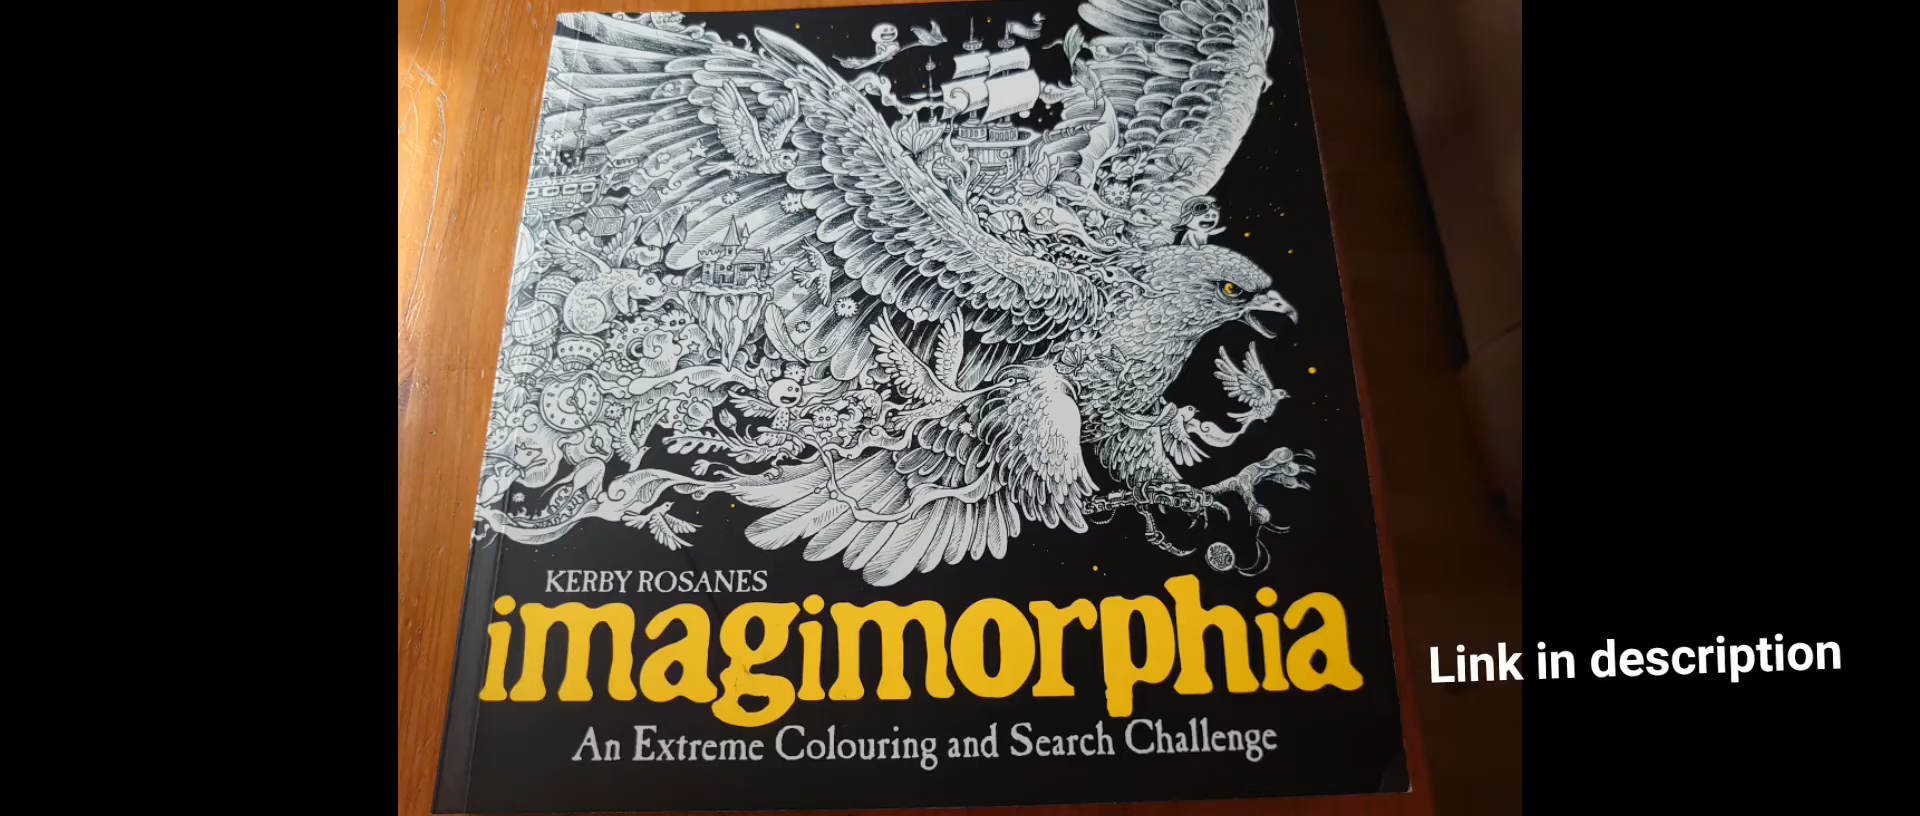 KERBY ROSANES
imagimorphia
An Extreme Colouring and Search Challenge
Link in description